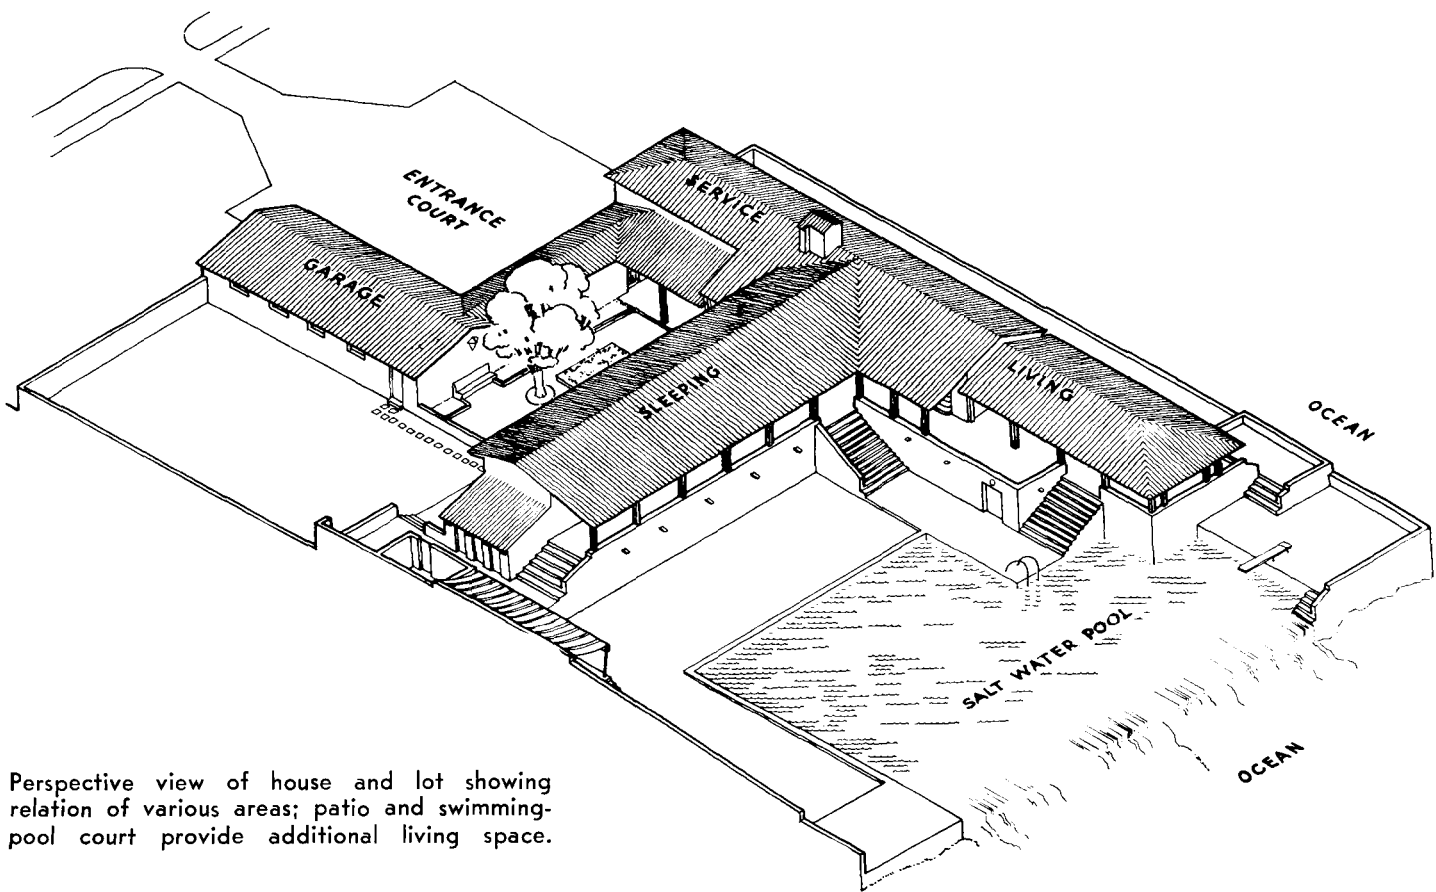 ENTRANCE
COURT
SERVICE
GARAGE
SLEEPING
LIVING
OCEAN
SALT WATER POOL
OCEAN
Perspective view of house and lot showing
relation of various areas; patio and swimming-
pool court provide additional living space.